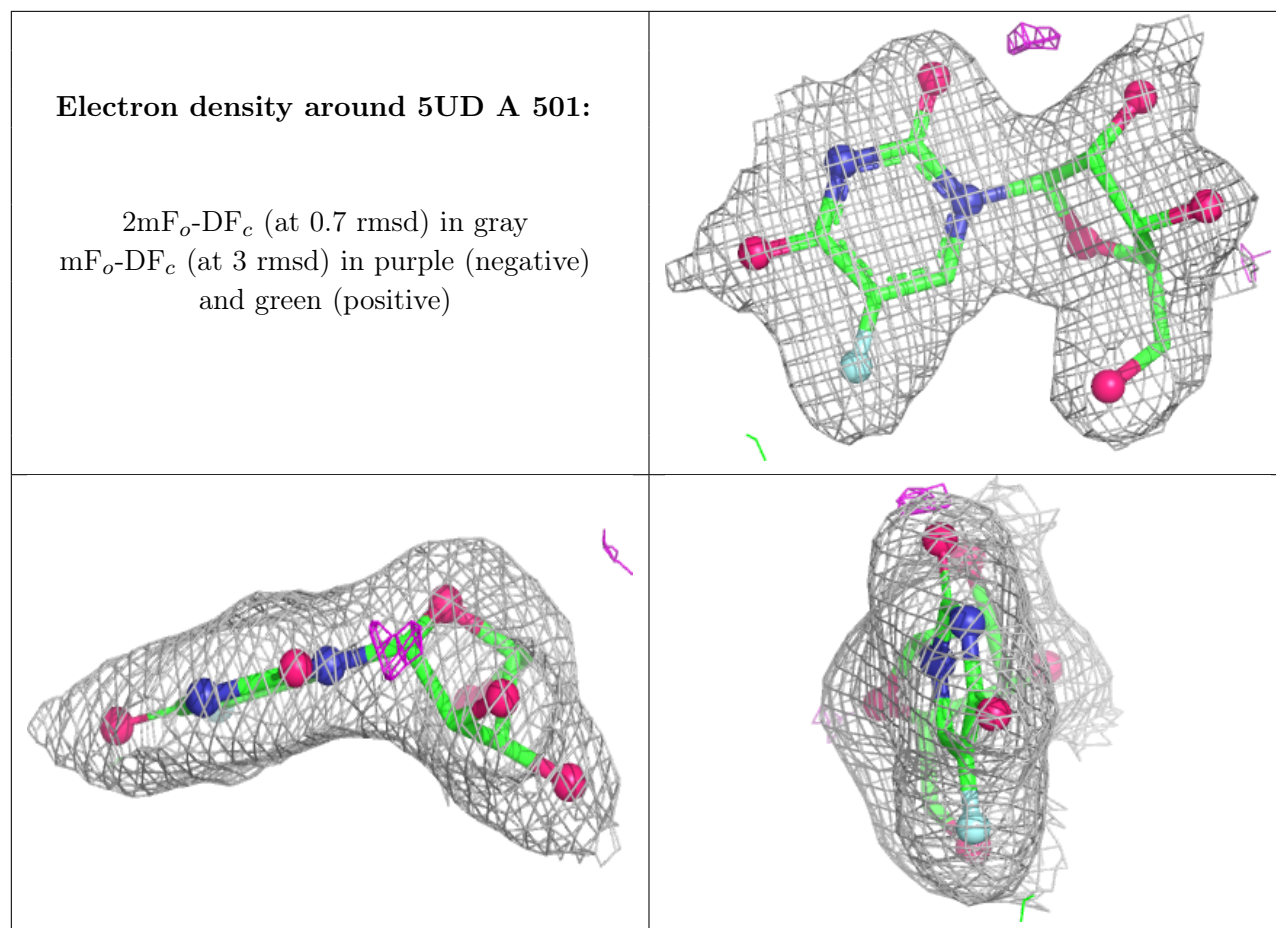 Electron density around 5UD A 501:
2mFo-DFc (at 0.7 rmsd) in gray
mFo-DFc (at 3 rmsd) in purple (negative)
and green (positive)